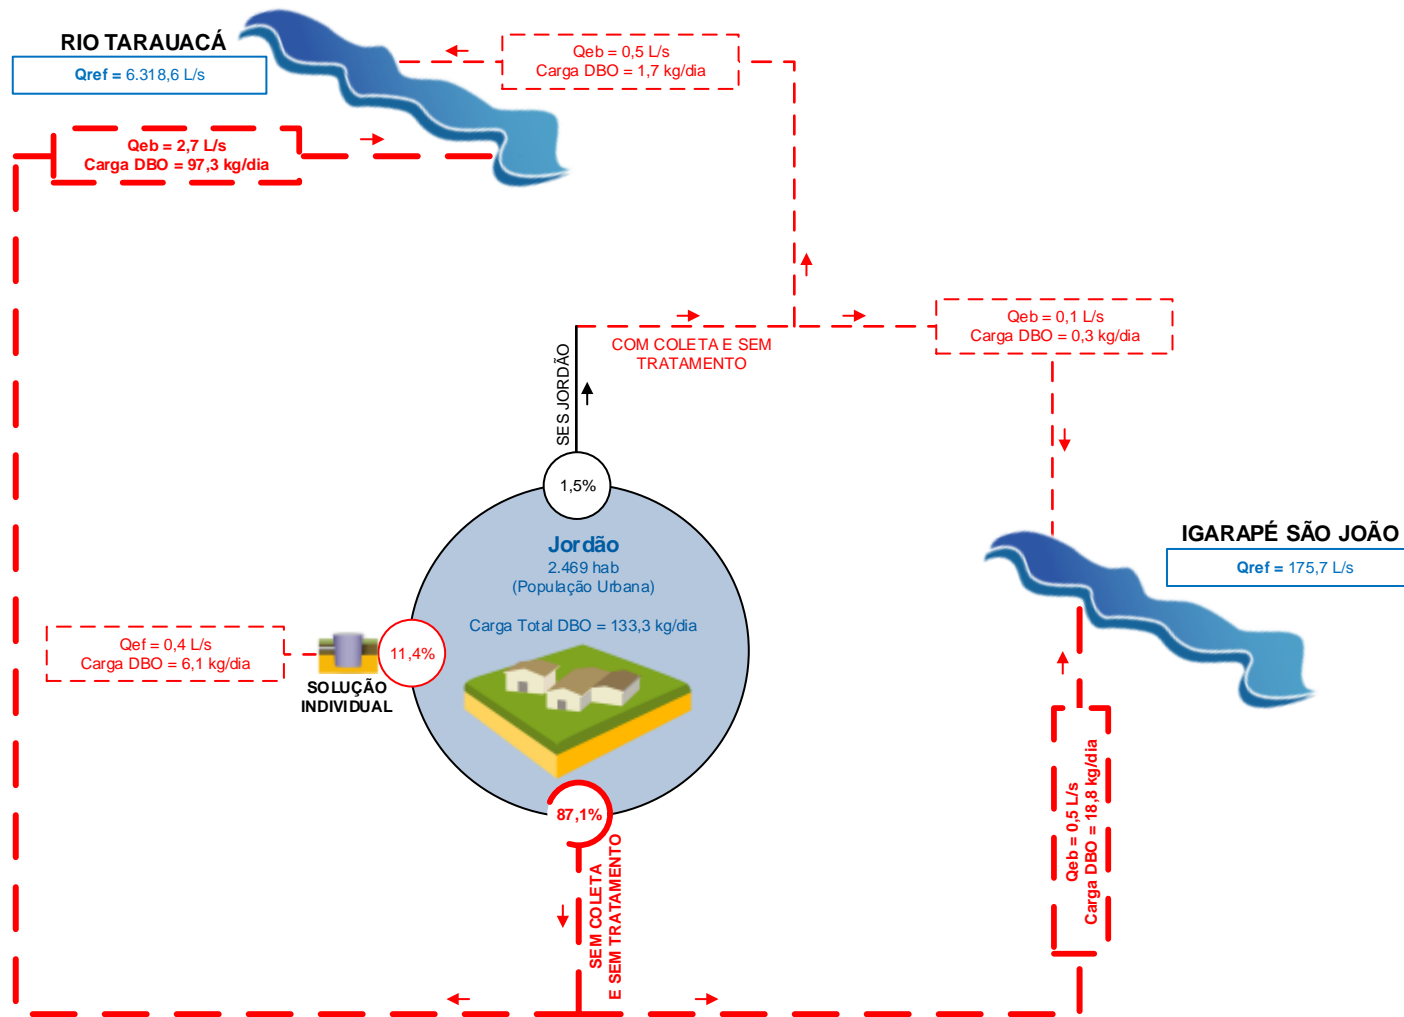 RIO TARAUACÁ
Qref = 6.318,6 L/s
Qeb = 0,5 L/s
Carga DBO = 1,7 kg/dia
Qeb = 2,7 L/s
Carga DBO = 97,3 kg/dia
Qeb = 0,1 L/s
Carga DBO = 0,3 kg/dia
COM COLETA E SEM
TRATAMENTO
SES JORDÃO
1,5%
IGARAPÉ SÃO JOÃO
Qref = 175,7 L/s
Jordão
2.469 hab
(População Urbana)
Carga Total DBO = 133,3 kg/dia
Qef = 0,4 L/s
Carga DBO = 6,1 kg/dia
11,4%
SOLUÇÃO
INDIVIDUAL
87,1%
SEM COLETA
E SEM TRATAMENTO
Qeb = 0,5 L/s
Carga DBO = 18,8 kg/dia